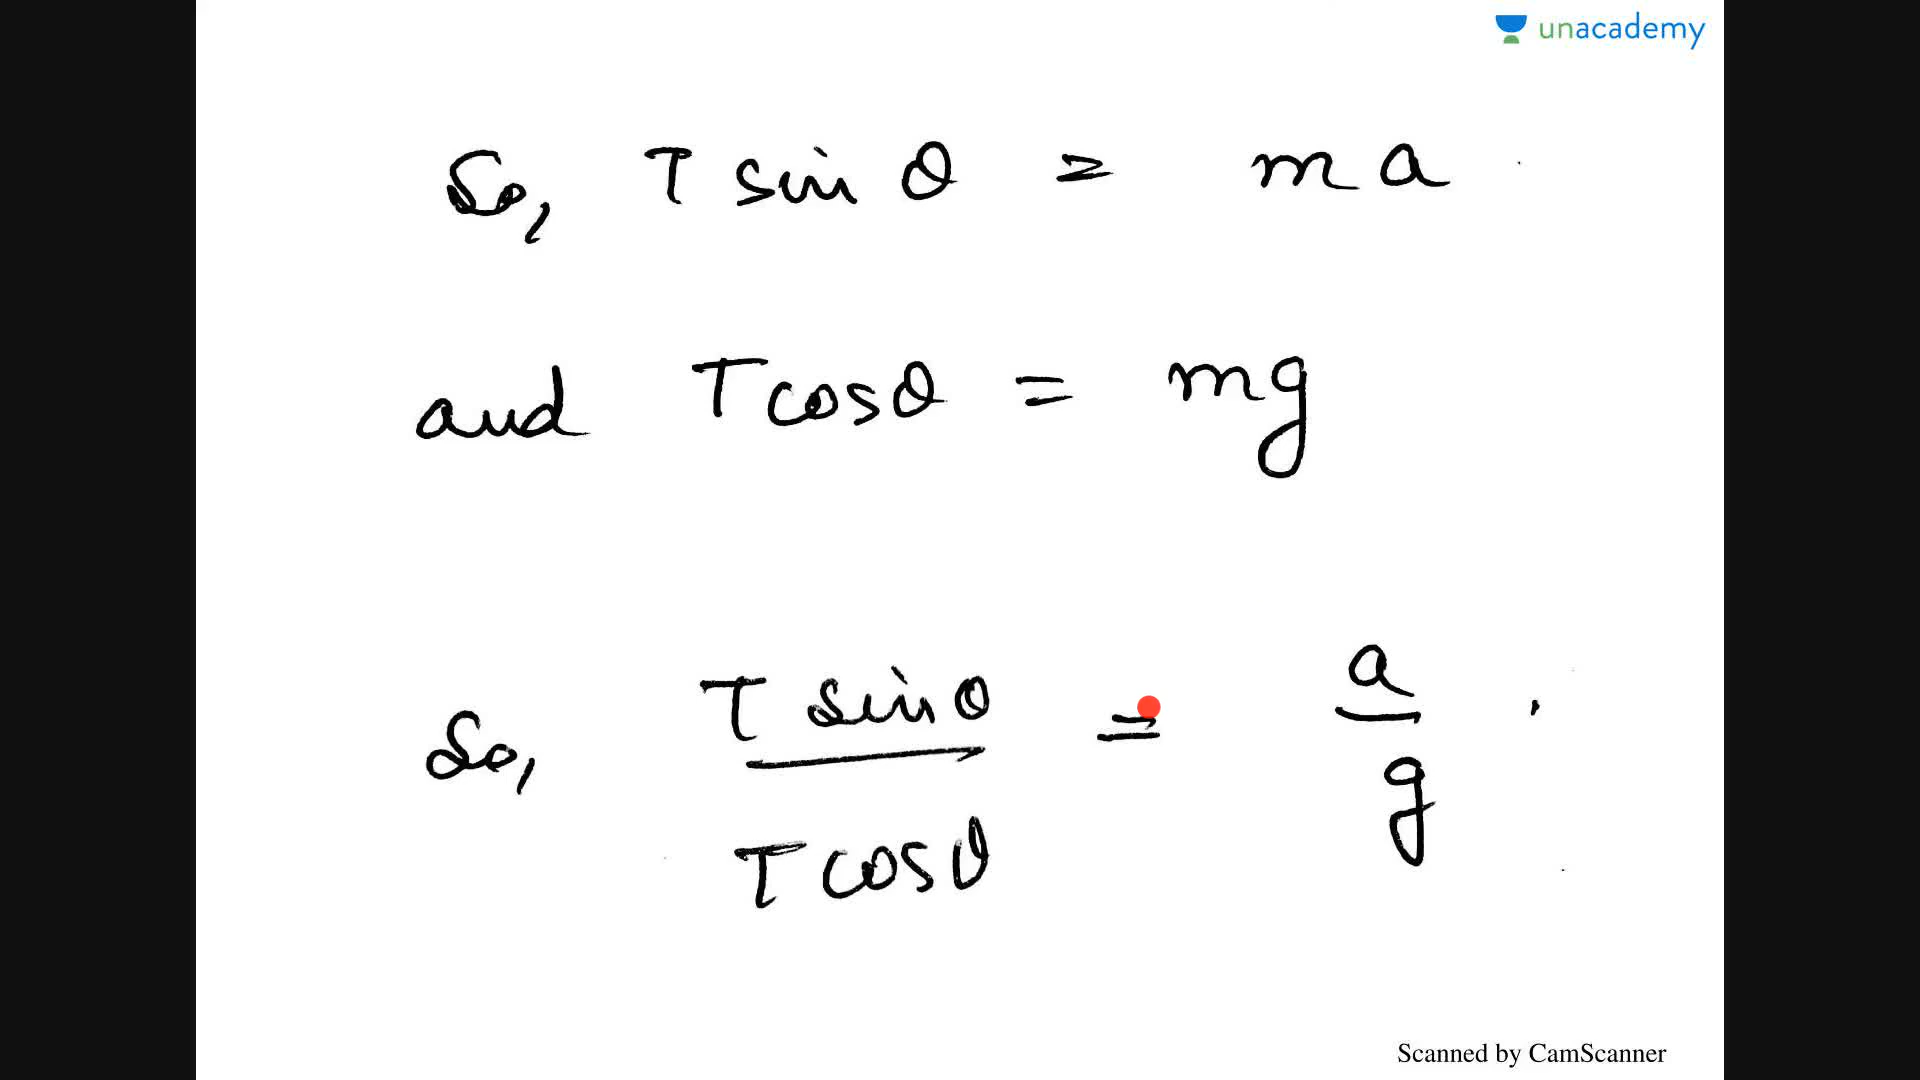 unacademy
So, T sin θ = ma
and T cos θ = mg
So, T sin θ / T cos θ = a / g .
Scanned by CamScanner